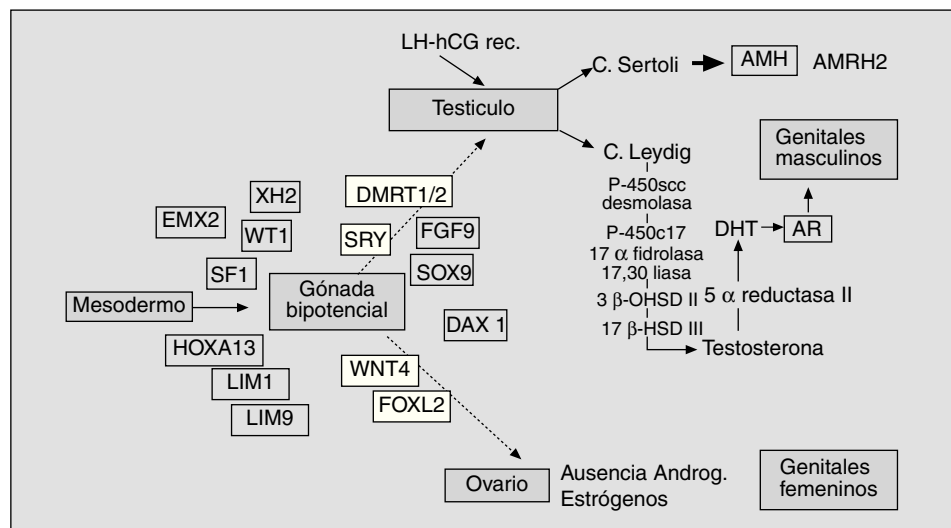 LH-hCG rec.
C. Sertoli
AMH
AMRH2
Testiculo
Genitales
masculinos
C. Leydig
P-450scc
desmolasa
P-450c17
17 α fidrolasa
17,30 liasa
3 β-OHSD II
17 β-HSD III
Testosterona
5 α reductasa II
DHT
AR
XH2
EMX2
WT1
SF1
DMRT1/2
SRY
FGF9
SOX9
Mesodermo
Gónada
bipotencial
DAX 1
HOXA13
LIM1
LIM9
WNT4
FOXL2
Ovario
Ausencia Androg.
Estrógenos
Genitales
femeninos